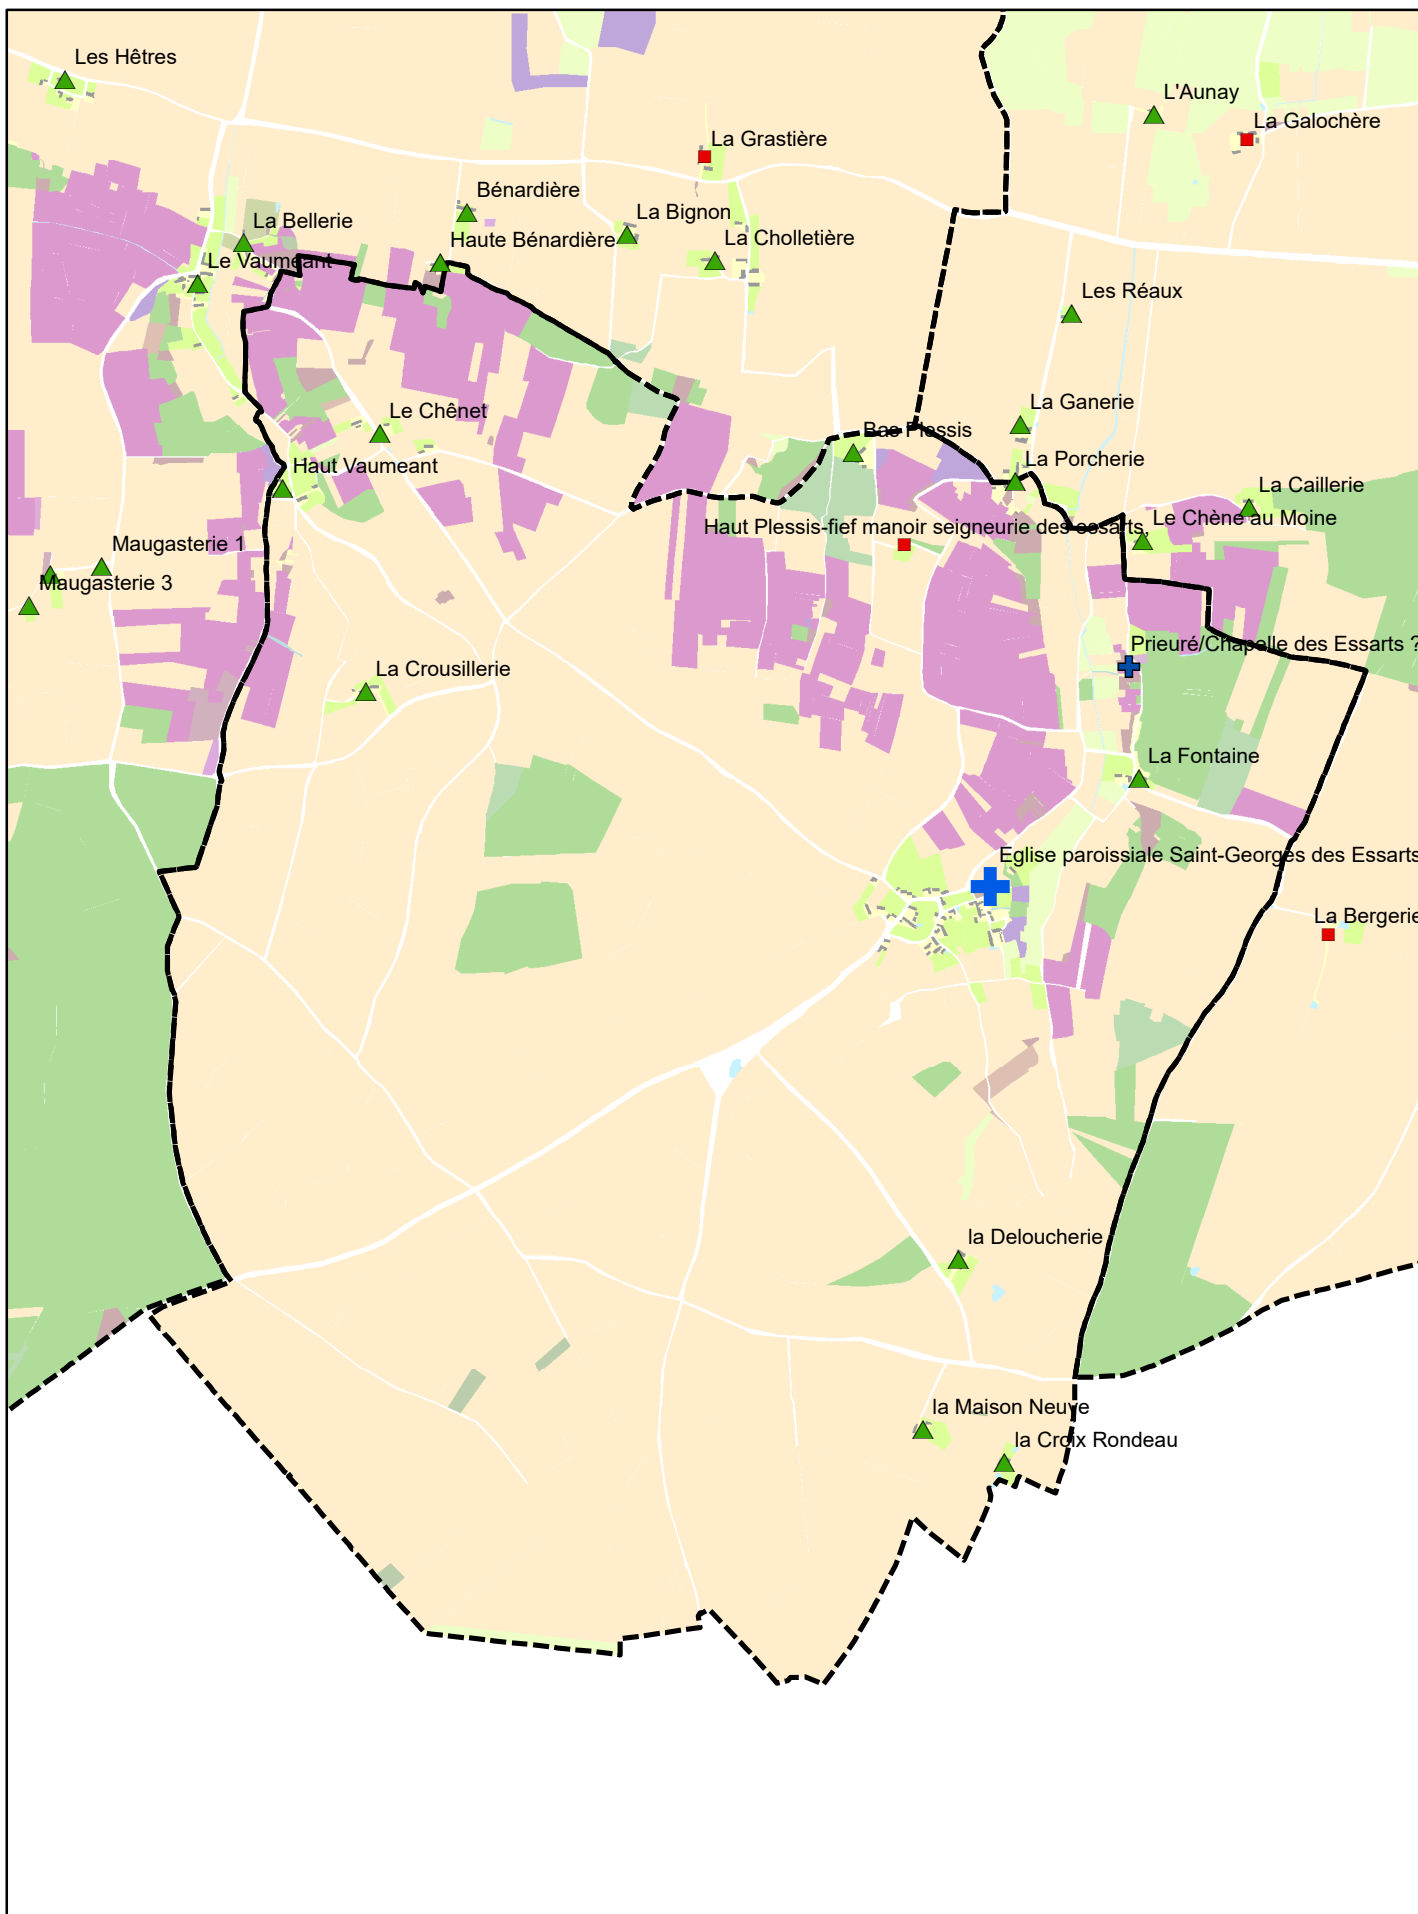 Les Hêtres
L'Aunay
La Galochère
La Grastière
Bénardière
La Bignon
La Bellerie
Haute Bénardière
La Cholletière
Le Vaumeant
Les Réaux
La Ganerie
Le Chênet
Bas Plessis
La Porcherie
Haut Vaumeant
La Caillerie
Haut Plessis-fief manoir seigneurie des essarts,
Le Chène au Moine
Maugasterie 1
Maugasterie 3
Prieuré/Chapelle des Essarts ?
La Crousillerie
La Fontaine
Eglise paroissiale Saint-Georges des Essarts
La Bergerie
la Deloucherie
la Maison Neuve
la Croix Rondeau